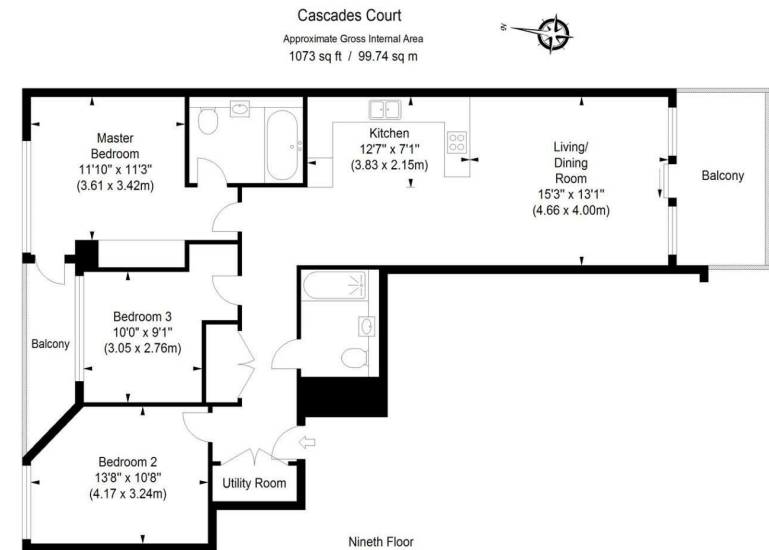 Cascades Court
Approximate Gross Internal Area
1073 sq ft / 99.74 sq m
Master
Bedroom
11'10" x 11'3"
(3.61 x 3.42m)
Kitchen
12'7" x 7'1"
(3.83 x 2.15m)
Living/
Dining
Room
15'3" x 13'1"
(4.66 x 4.00m)
Balcony
Bedroom 3
10'0" x 9'1"
(3.05 x 2.76m)
Balcony
Bedroom 2
13'8" x 10'8"
(4.17 x 3.24m)
Utility Room
Nineth Floor